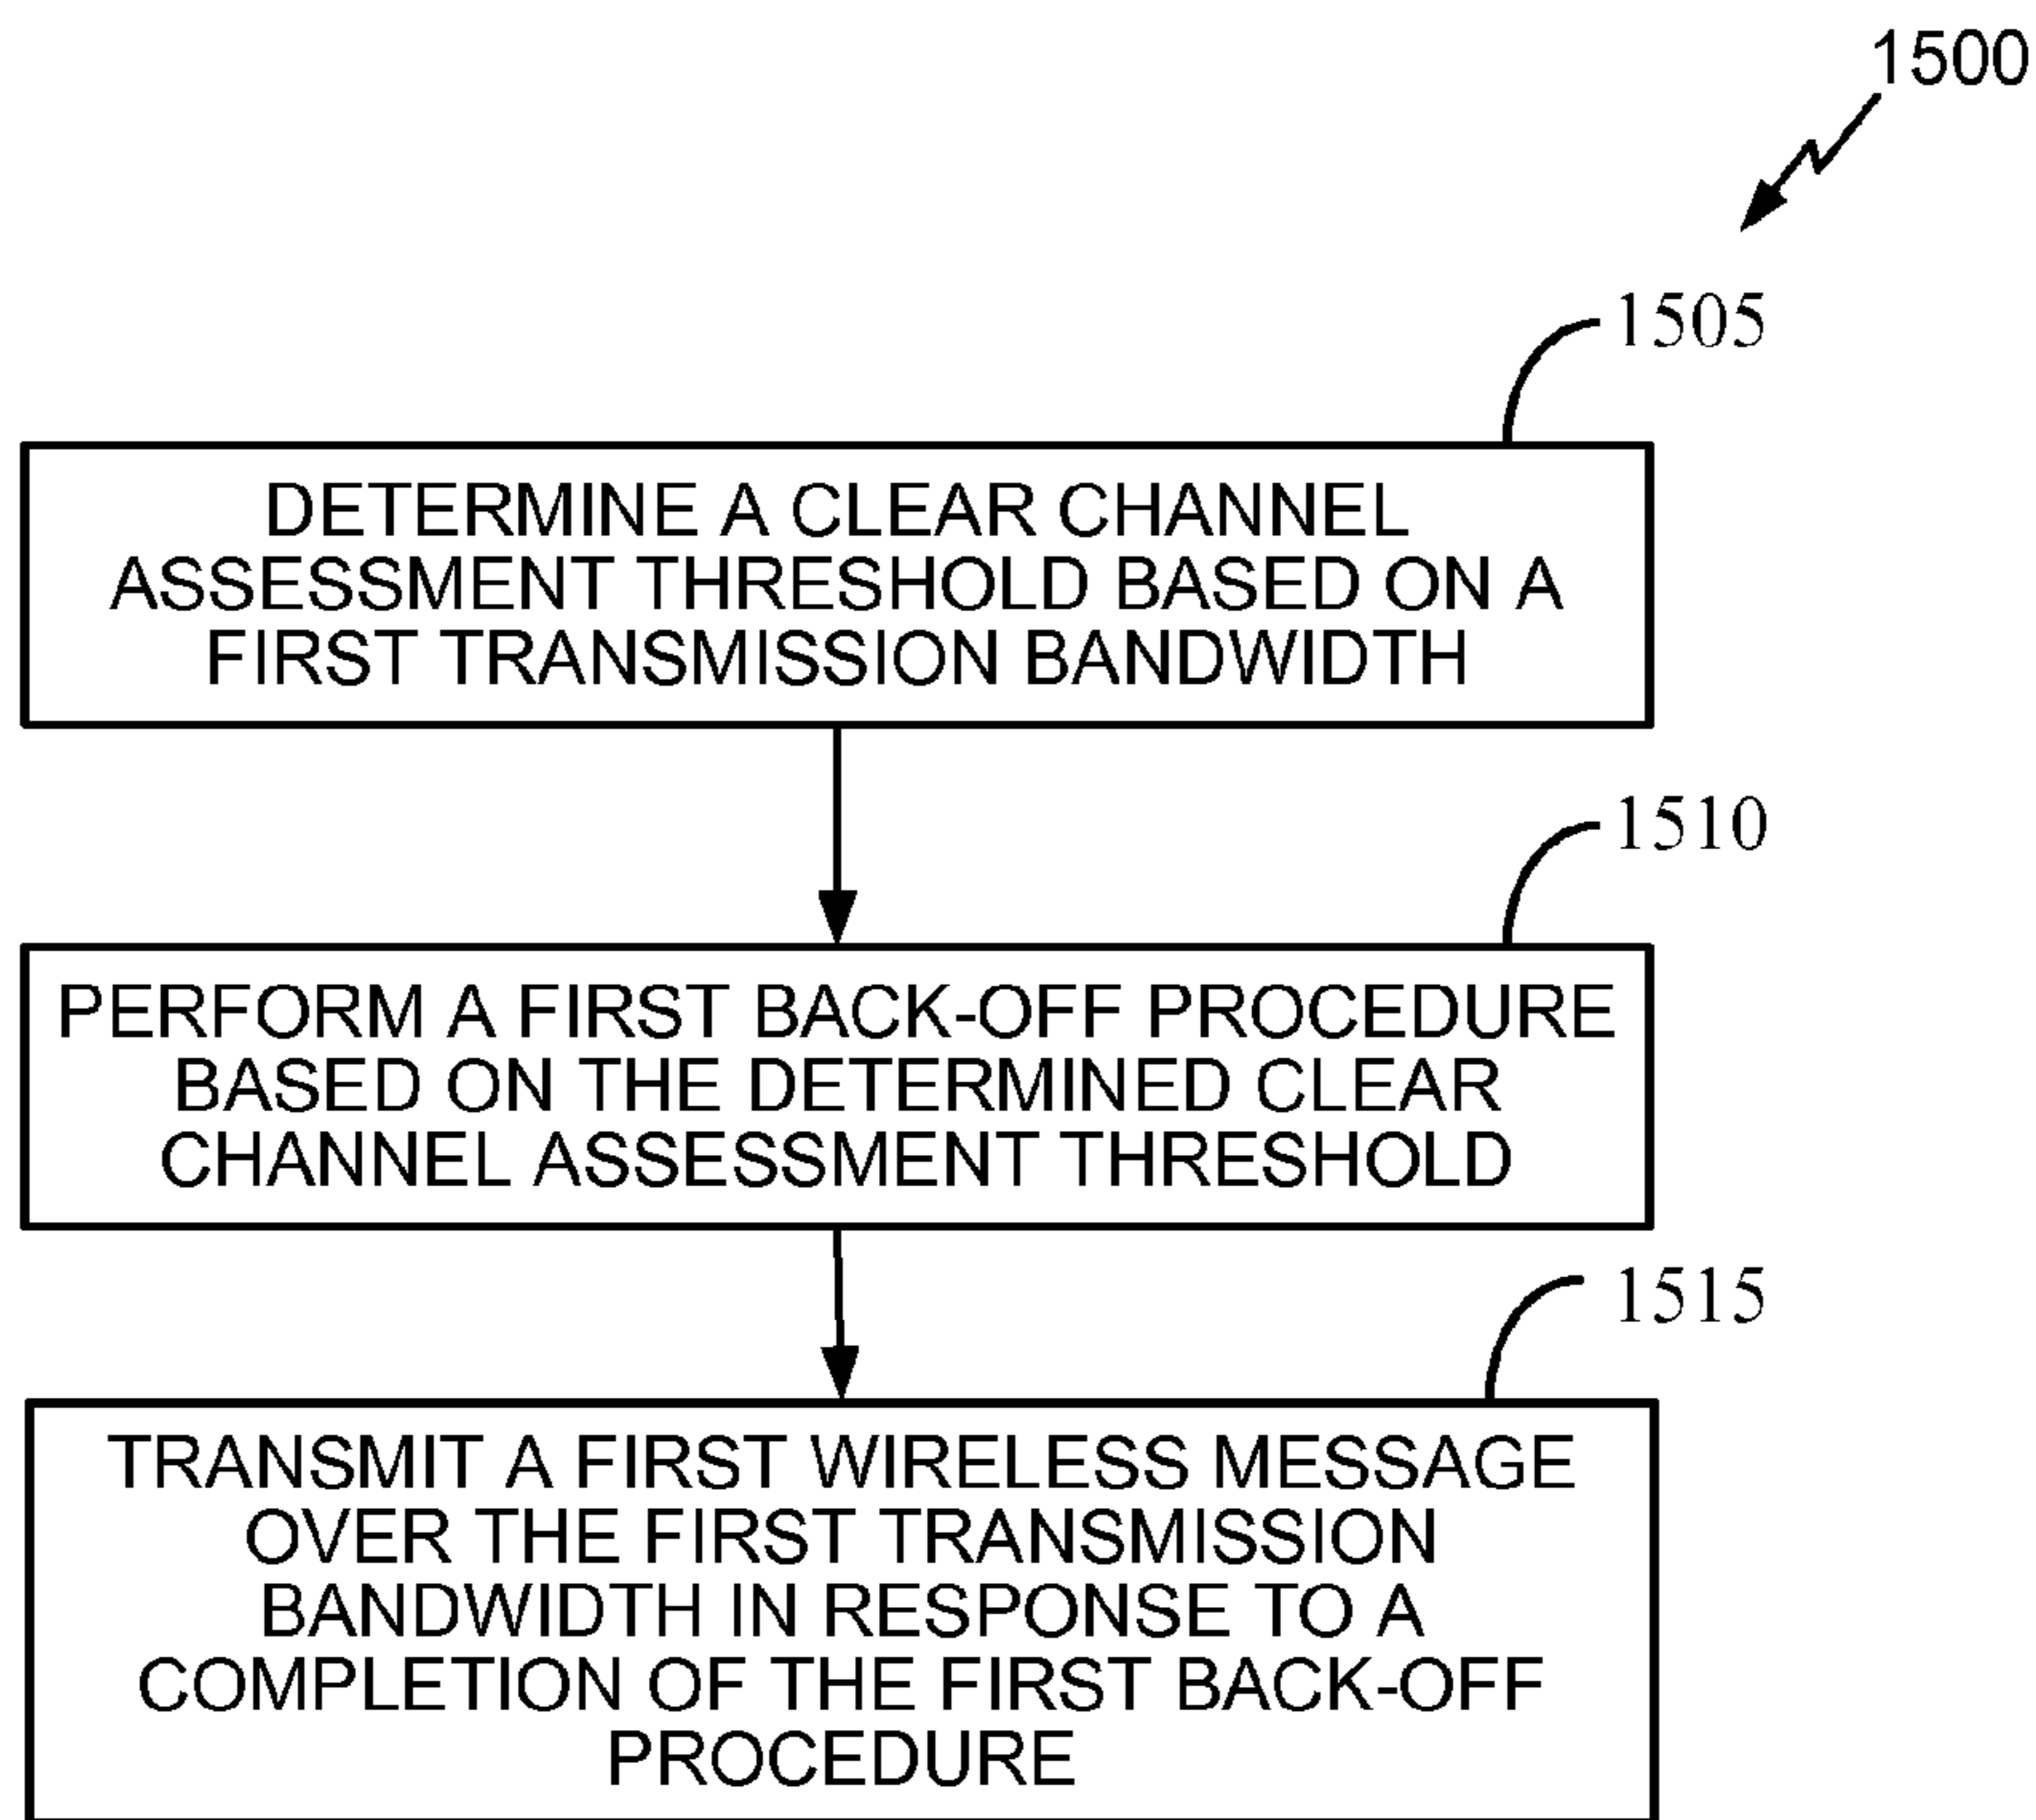 1500
1505
DETERMINE A CLEAR CHANNEL
ASSESSMENT THRESHOLD BASED ON A
FIRST TRANSMISSION BANDWIDTH
1510
PERFORM A FIRST BACK-OFF PROCEDURE
BASED ON THE DETERMINED CLEAR
CHANNEL ASSESSMENT THRESHOLD
1515
TRANSMIT A FIRST WIRELESS MESSAGE
OVER THE FIRST TRANSMISSION
BANDWIDTH IN RESPONSE TO A
COMPLETION OF THE FIRST BACK-OFF
PROCEDURE